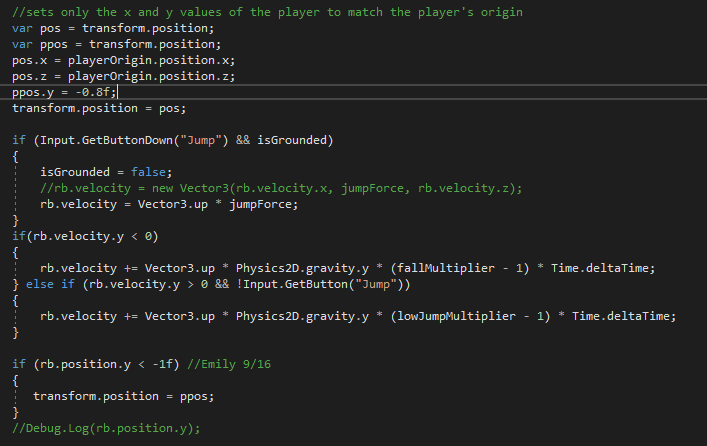 //sets only the x and y values of the player to match the player's origin
var pos = transform.position;
var ppos = transform.position;
pos.x = playerOrigin.position.x;
pos.z = playerOrigin.position.z;
ppos.y = -0.8f;
transform.position = pos;

if (Input.GetButtonDown("Jump") && isGrounded)
{
    isGrounded = false;
    //rb.velocity = new Vector3(rb.velocity.x, jumpForce, rb.velocity.z);
    rb.velocity = Vector3.up * jumpForce;
}
if(rb.velocity.y < 0)
{
    rb.velocity += Vector3.up * Physics2D.gravity.y * (fallMultiplier - 1) * Time.deltaTime;
} else if (rb.velocity.y > 0 && !Input.GetButton("Jump"))
{
    rb.velocity += Vector3.up * Physics2D.gravity.y * (lowJumpMultiplier - 1) * Time.deltaTime;
}

if (rb.position.y < -1f) //Emily 9/16
{
   transform.position = ppos;
}
//Debug.Log(rb.position.y);